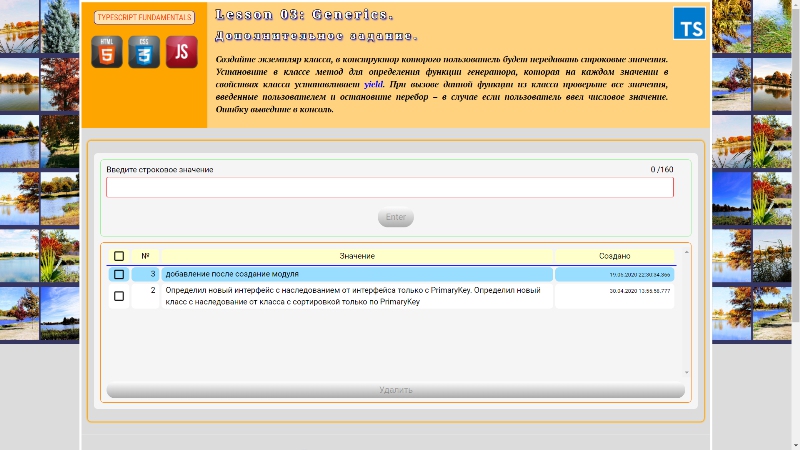 TYPESCRIPT FUNDAMENTALS
HTML
5
CSS
3
JS
Lesson 03: Generics.
Дополнительное задание.
TS
Создайте экземпляр класса, в конструктор которого пользователь будет передавать строковые значения.
Установите в классе метод для определения функции генератора, которая на каждом значении в
свойствах класса устанавливает yield. При вызове данной функции из класса проверьте все значения,
введенные пользователем и остановите перебор – в случае если пользователь ввел числовое значение.
Ошибку выведите в консоль.
Введите строковое значение
0 /160
Enter
№ Значение Создано
3 добавление после создание модуля 19.06.2020 22:30:34:366
2 Определил новый интерфейс с наследованием от интерфейса только с PrimaryKey. Определил новый 30.04.2020 13:55:58:777
класс с наследование от класса с сортировкой только по PrimaryKey
Удалить